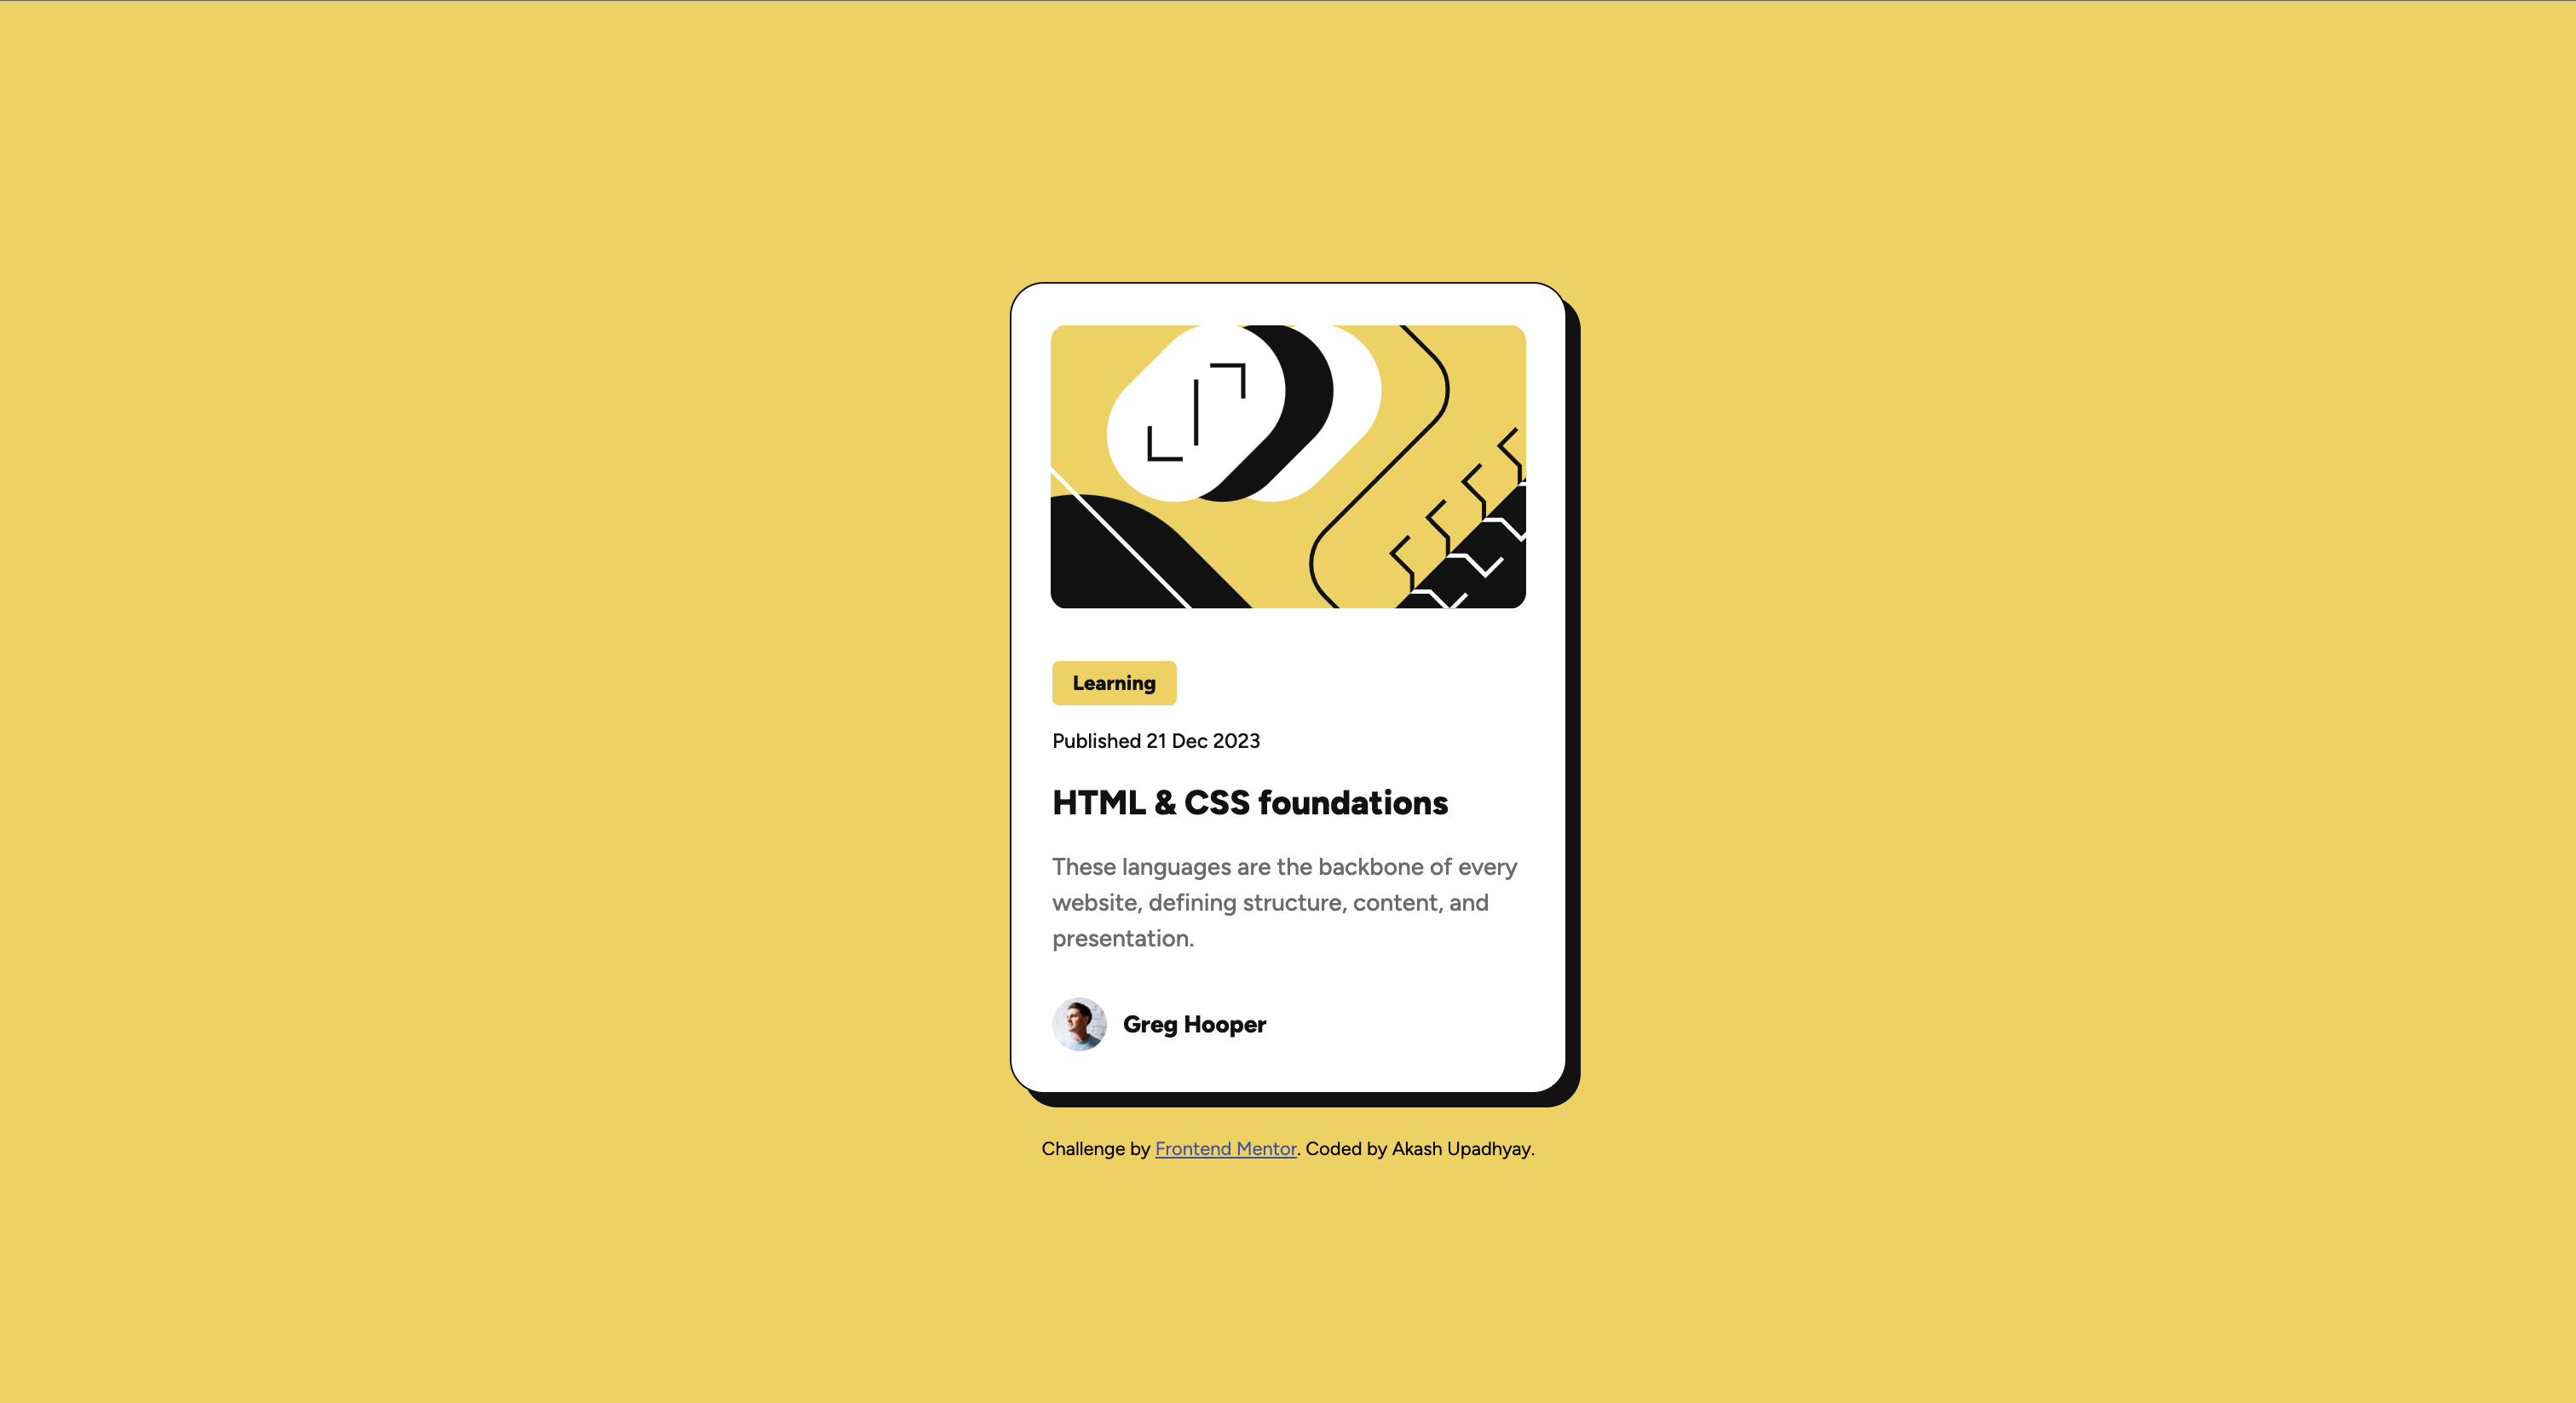 Learning
Published 21 Dec 2023
HTML & CSS foundations
These languages are the backbone of every
website, defining structure, content, and
presentation.
Greg Hooper
Challenge by Frontend Mentor. Coded by Akash Upadhyay.